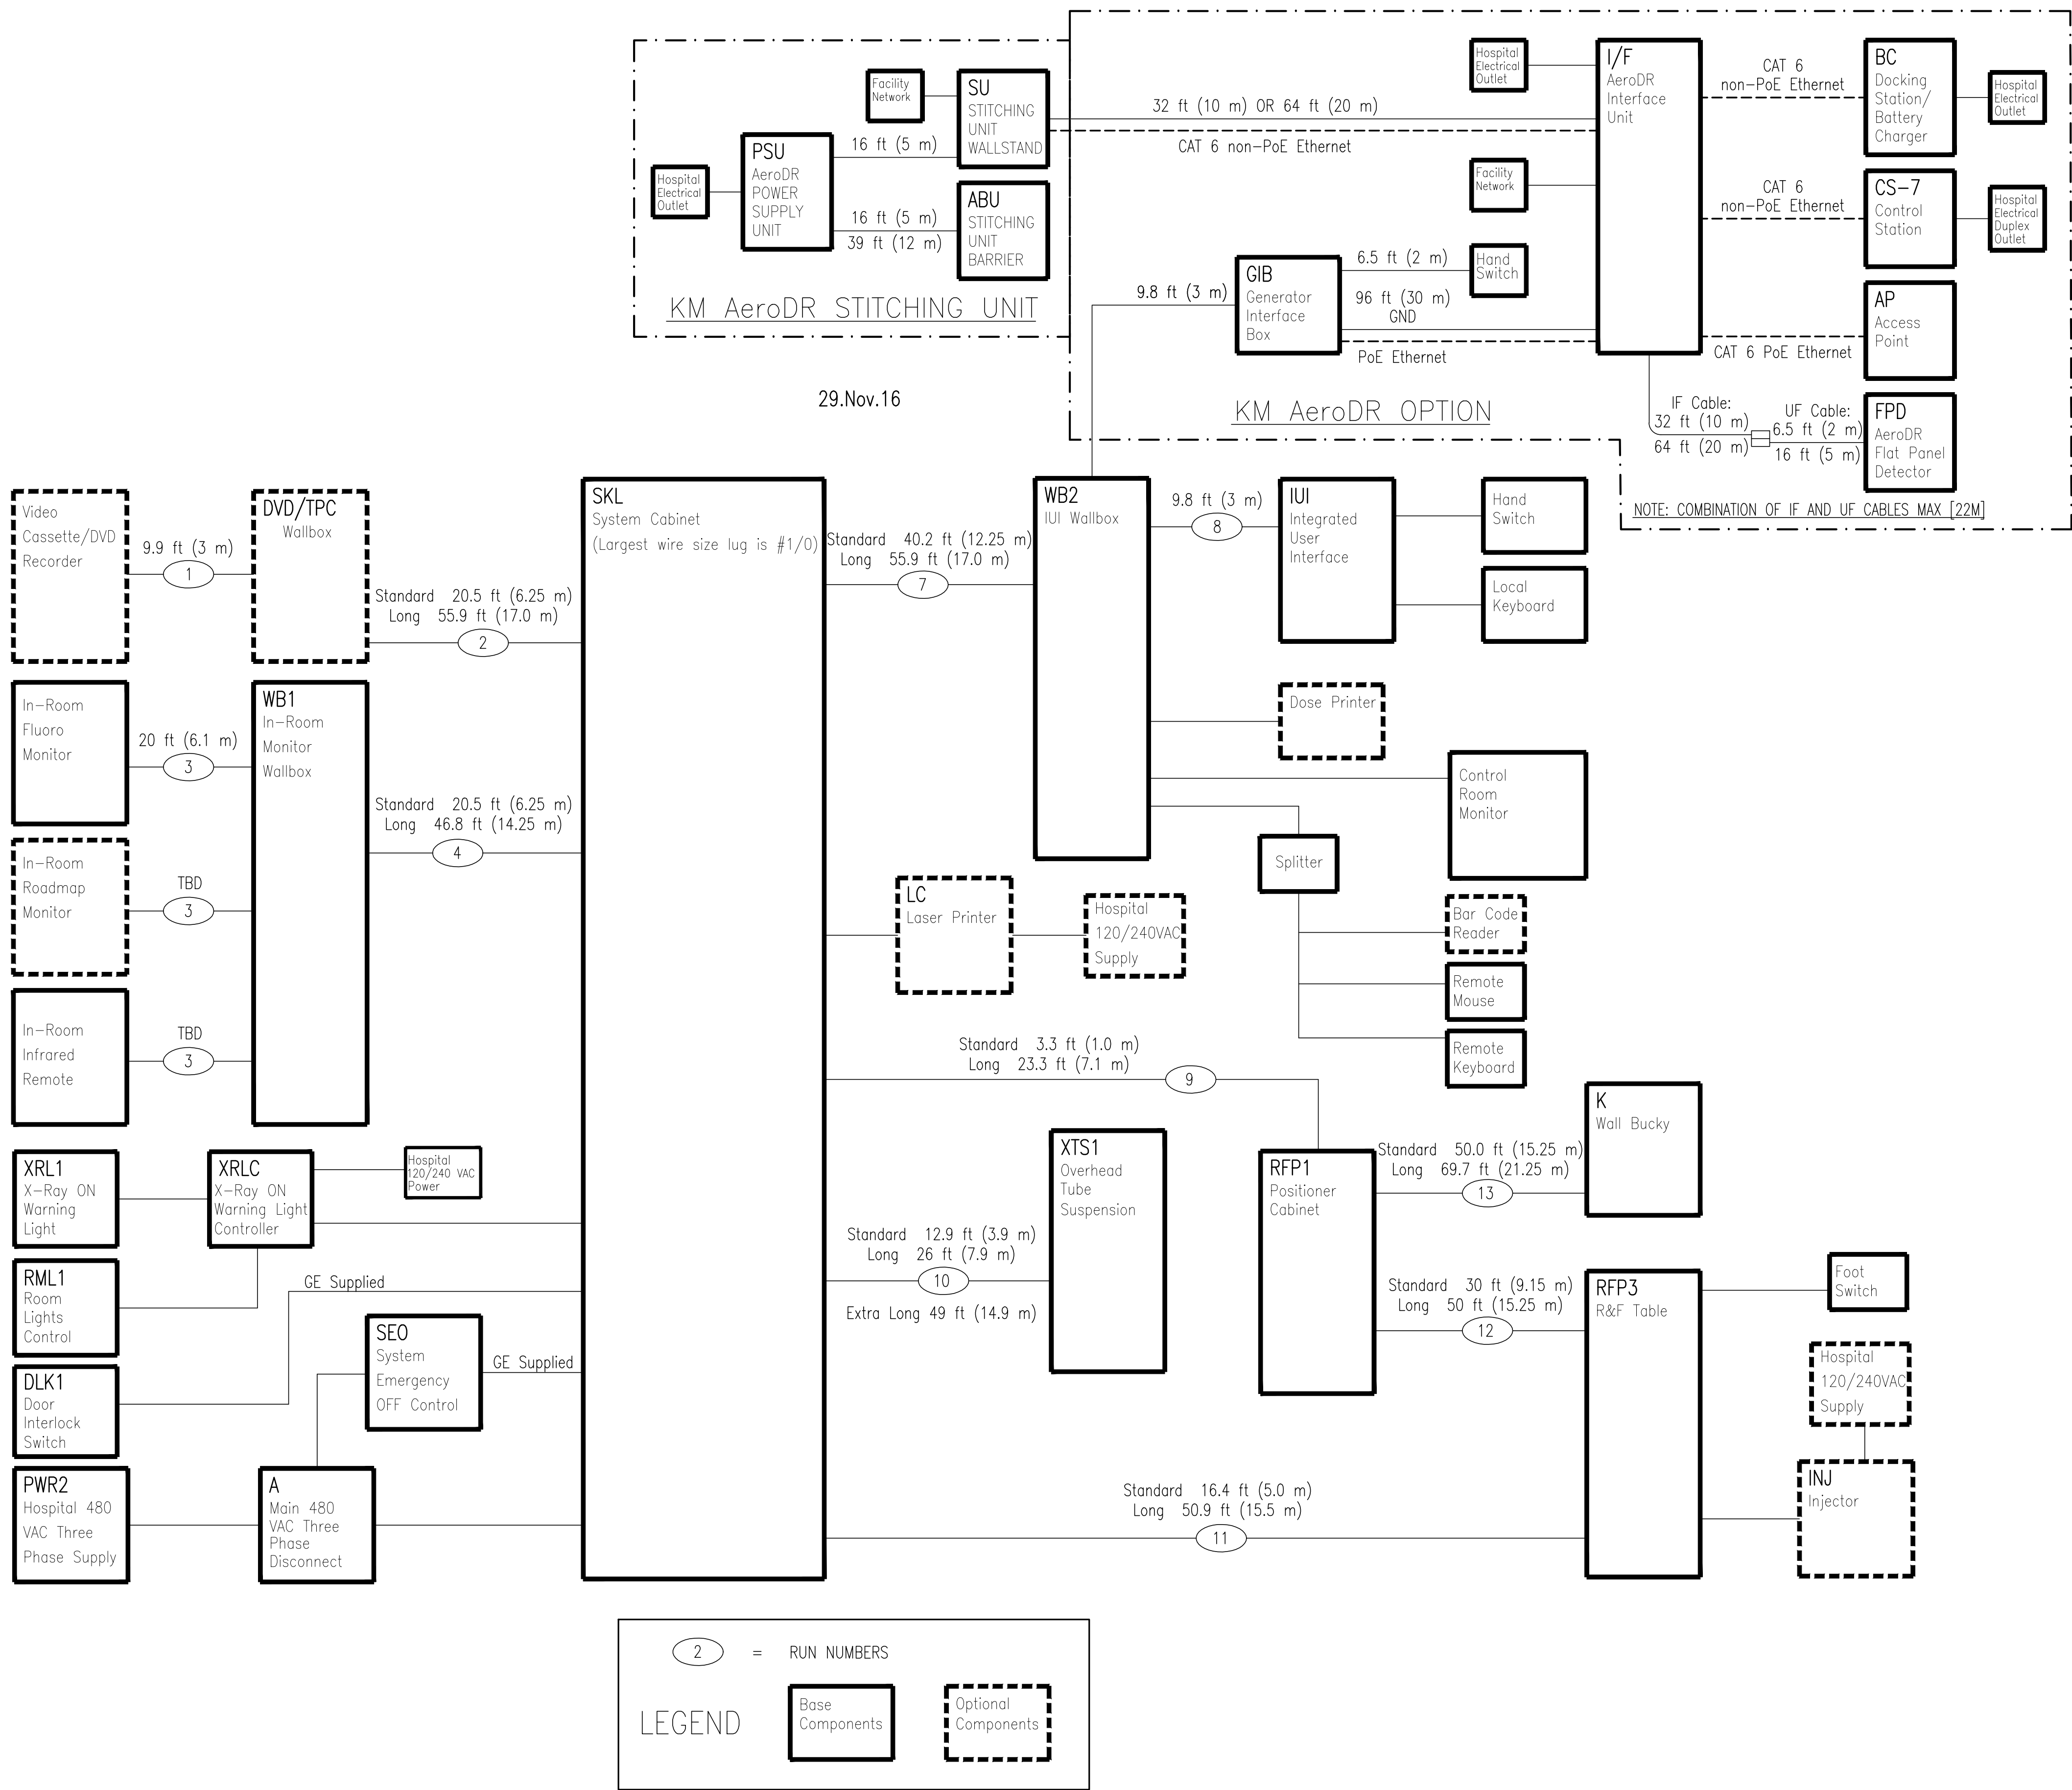 Facility
Network
SU
STITCHING
UNIT
WALLSTAND
PSU
AeroDR
POWER
SUPPLY
UNIT
Hospital
Electrical
Outlet
16 ft (5 m)
ABU
STITCHING
UNIT
BARRIER
16 ft (5 m)
39 ft (12 m)
KM AeroDR STITCHING UNIT
32 ft (10 m) OR 64 ft (20 m)
CAT 6 non-PoE Ethernet
Hospital
Electrical
Outlet
I/F
AeroDR
Interface
Unit
CAT 6
non-PoE Ethernet
BC
Docking
Station/
Battery
Charger
Hospital
Electrical
Outlet
Facility
Network
CAT 6
non-PoE Ethernet
CS-7
Control
Station
Hospital
Electrical
Duplex
Outlet
9.8 ft (3 m)
GIB
Generator
Interface
Box
6.5 ft (2 m)
Hand
Switch
96 ft (30 m)
GND
PoE Ethernet
AP
Access
Point
CAT 6 PoE Ethernet
KM AeroDR OPTION
IF Cable:
32 ft (10 m)
64 ft (20 m)
UF Cable:
6.5 ft (2 m)
16 ft (5 m)
FPD
AeroDR
Flat Panel
Detector
NOTE: COMBINATION OF IF AND UF CABLES MAX [22M]
29.Nov.16
Video
Cassette/DVD
Recorder
9.9 ft (3 m)
1
DVD/TPC
Wallbox
Standard 20.5 ft (6.25 m)
Long 55.9 ft (17.0 m)
2
SKL
System Cabinet
(Largest wire size lug is #1/0)
Standard 40.2 ft (12.25 m)
Long 55.9 ft (17.0 m)
7
WB2
IUI Wallbox
9.8 ft (3 m)
8
IUI
Integrated
User
Interface
Hand
Switch
Local
Keyboard
In-Room
Fluoro
Monitor
20 ft (6.1 m)
3
WB1
In-Room
Monitor
Wallbox
Standard 20.5 ft (6.25 m)
Long 46.8 ft (14.25 m)
4
Dose Printer
Control
Room
Monitor
Splitter
In-Room
Roadmap
Monitor
TBD
3
LC
Laser Printer
Hospital
120/240VAC
Supply
Bar Code
Reader
Remote
Mouse
Remote
Keyboard
In-Room
Infrared
Remote
TBD
3
Standard 3.3 ft (1.0 m)
Long 23.3 ft (7.1 m)
9
K
Wall Bucky
XRL1
X-Ray ON
Warning
Light
XRLC
X-Ray ON
Warning Light
Controller
Hospital
120/240 VAC
Power
XTS1
Overhead
Tube
Suspension
RFP1
Positioner
Cabinet
Standard 50.0 ft (15.25 m)
Long 69.7 ft (21.25 m)
13
Standard 12.9 ft (3.9 m)
Long 26 ft (7.9 m)
10
Extra Long 49 ft (14.9 m)
RML1
Room
Lights
Control
GE Supplied
Standard 30 ft (9.15 m)
Long 50 ft (15.25 m)
12
RFP3
R&F Table
Foot
Switch
SEO
System
Emergency
OFF Control
GE Supplied
DLK1
Door
Interlock
Switch
Hospital
120/240VAC
Supply
PWR2
Hospital 480
VAC Three
Phase Supply
A
Main 480
VAC Three
Phase
Disconnect
Standard 16.4 ft (5.0 m)
Long 50.9 ft (15.5 m)
11
INJ
Injector
2
=
RUN NUMBERS
LEGEND
Base
Components
Optional
Components